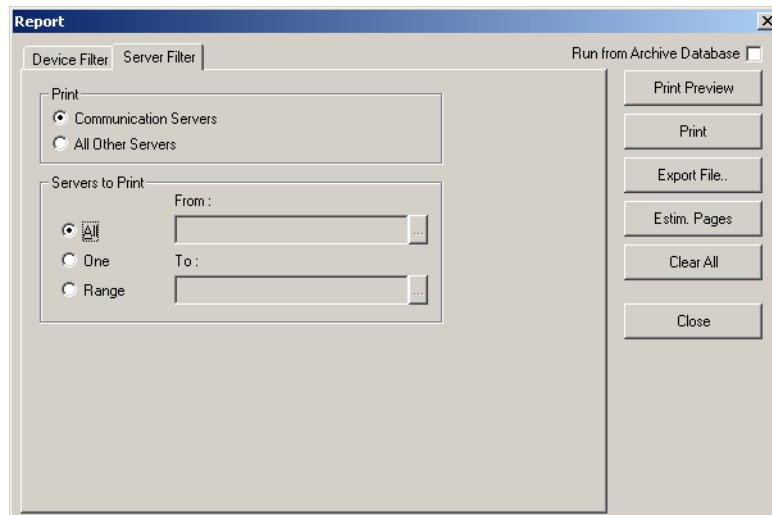 Report
Device Filter Server Filter
Run from Archive Database
Print
Communication Servers
All Other Servers
Servers to Print
From :
All
...
One
To :
Range
...
Print Preview
Print
Export File..
Estim. Pages
Clear All
Close